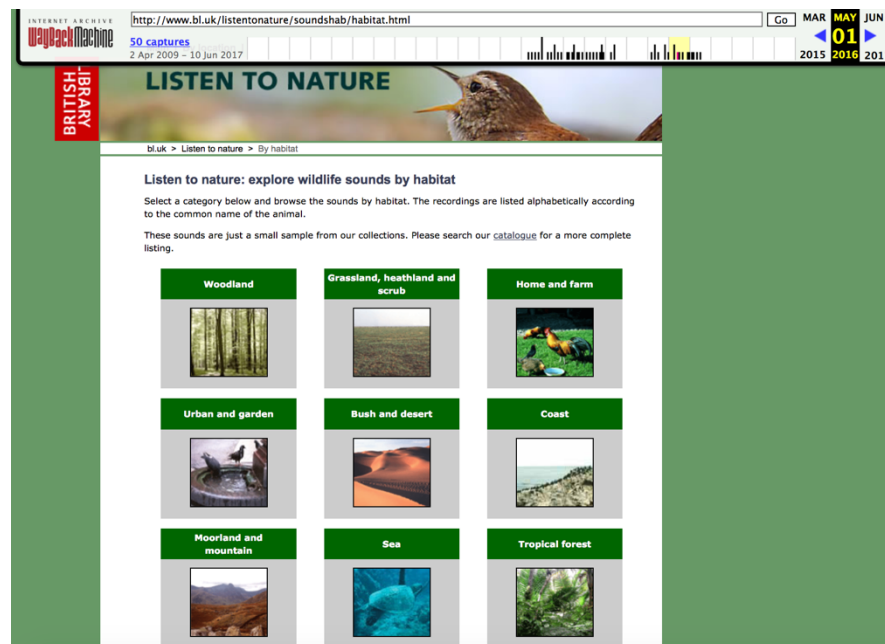 INTERNET ARCHIVE
WayBackMachine
http://www.bl.uk/listentonature/soundshab/habitat.html
Go
MAR MAY JUN
50 captures
01
2 Apr 2009 – 10 Jun 2017
2015 2016 201
BRITISH
LIBRARY
LISTEN TO NATURE
bl.uk > Listen to nature > By habitat
Listen to nature: explore wildlife sounds by habitat
Select a category below and browse the sounds by habitat. The recordings are listed alphabetically according
to the common name of the animal.
These sounds are just a small sample from our collections. Please search our catalogue for a more complete
listing.
Woodland
Grassland, heathland and
scrub
Home and farm
Urban and garden
Bush and desert
Coast
Moorland and
mountain
Sea
Tropical forest